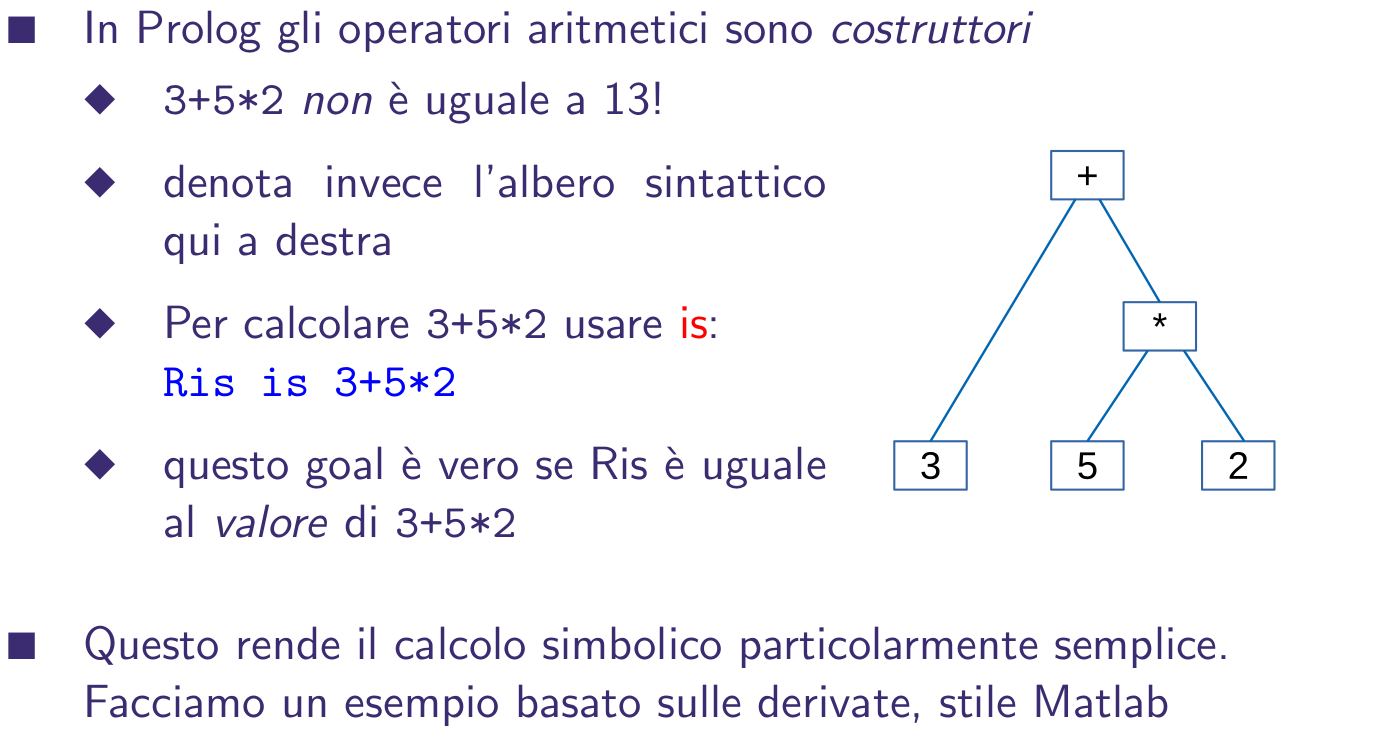 In Prolog gli operatori aritmetici sono costruttori
3+5*2 non è uguale a 13!
denota invece l'albero sintattico
qui a destra
Per calcolare 3+5*2 usare is:
Ris is 3+5*2
questo goal è vero se Ris è uguale
al valore di 3+5*2
+
*
3 5 2
Questo rende il calcolo simbolico particolarmente semplice.
Facciamo un esempio basato sulle derivate, stile Matlab